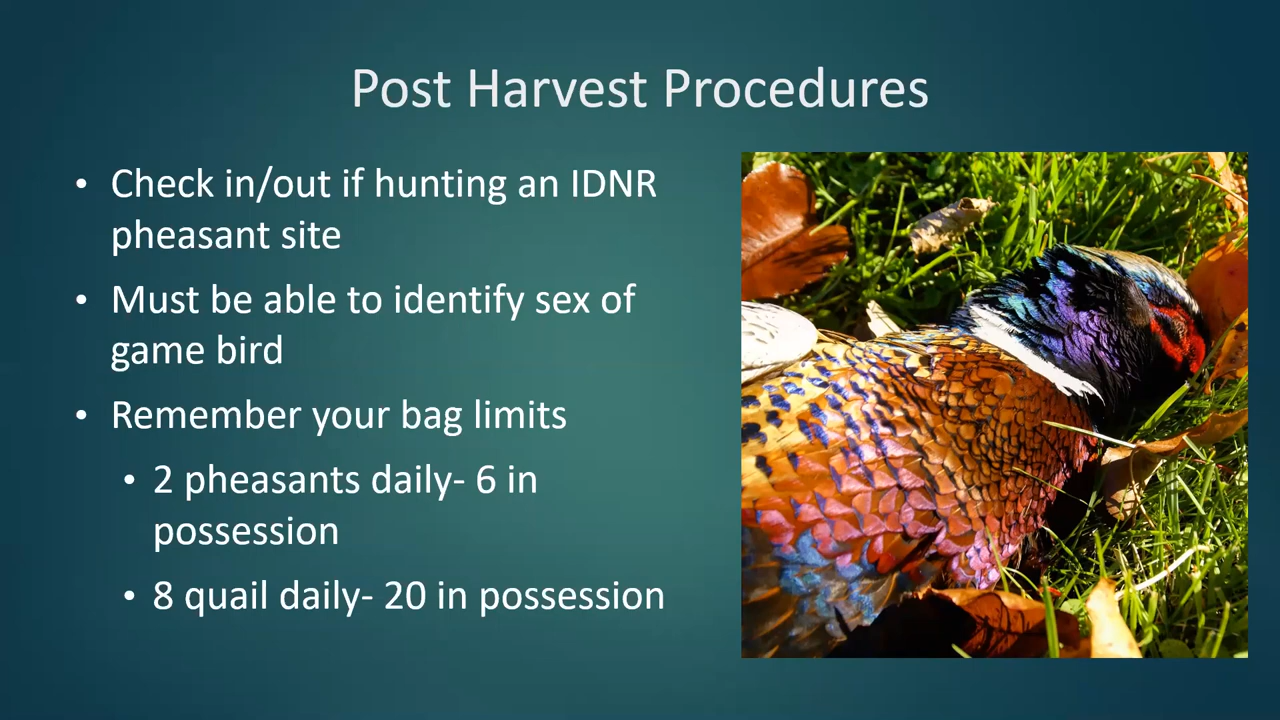 Post Harvest Procedures
• Check in/out if hunting an IDNR
pheasant site
• Must be able to identify sex of
game bird
• Remember your bag limits
• 2 pheasants daily- 6 in
possession
• 8 quail daily- 20 in possession